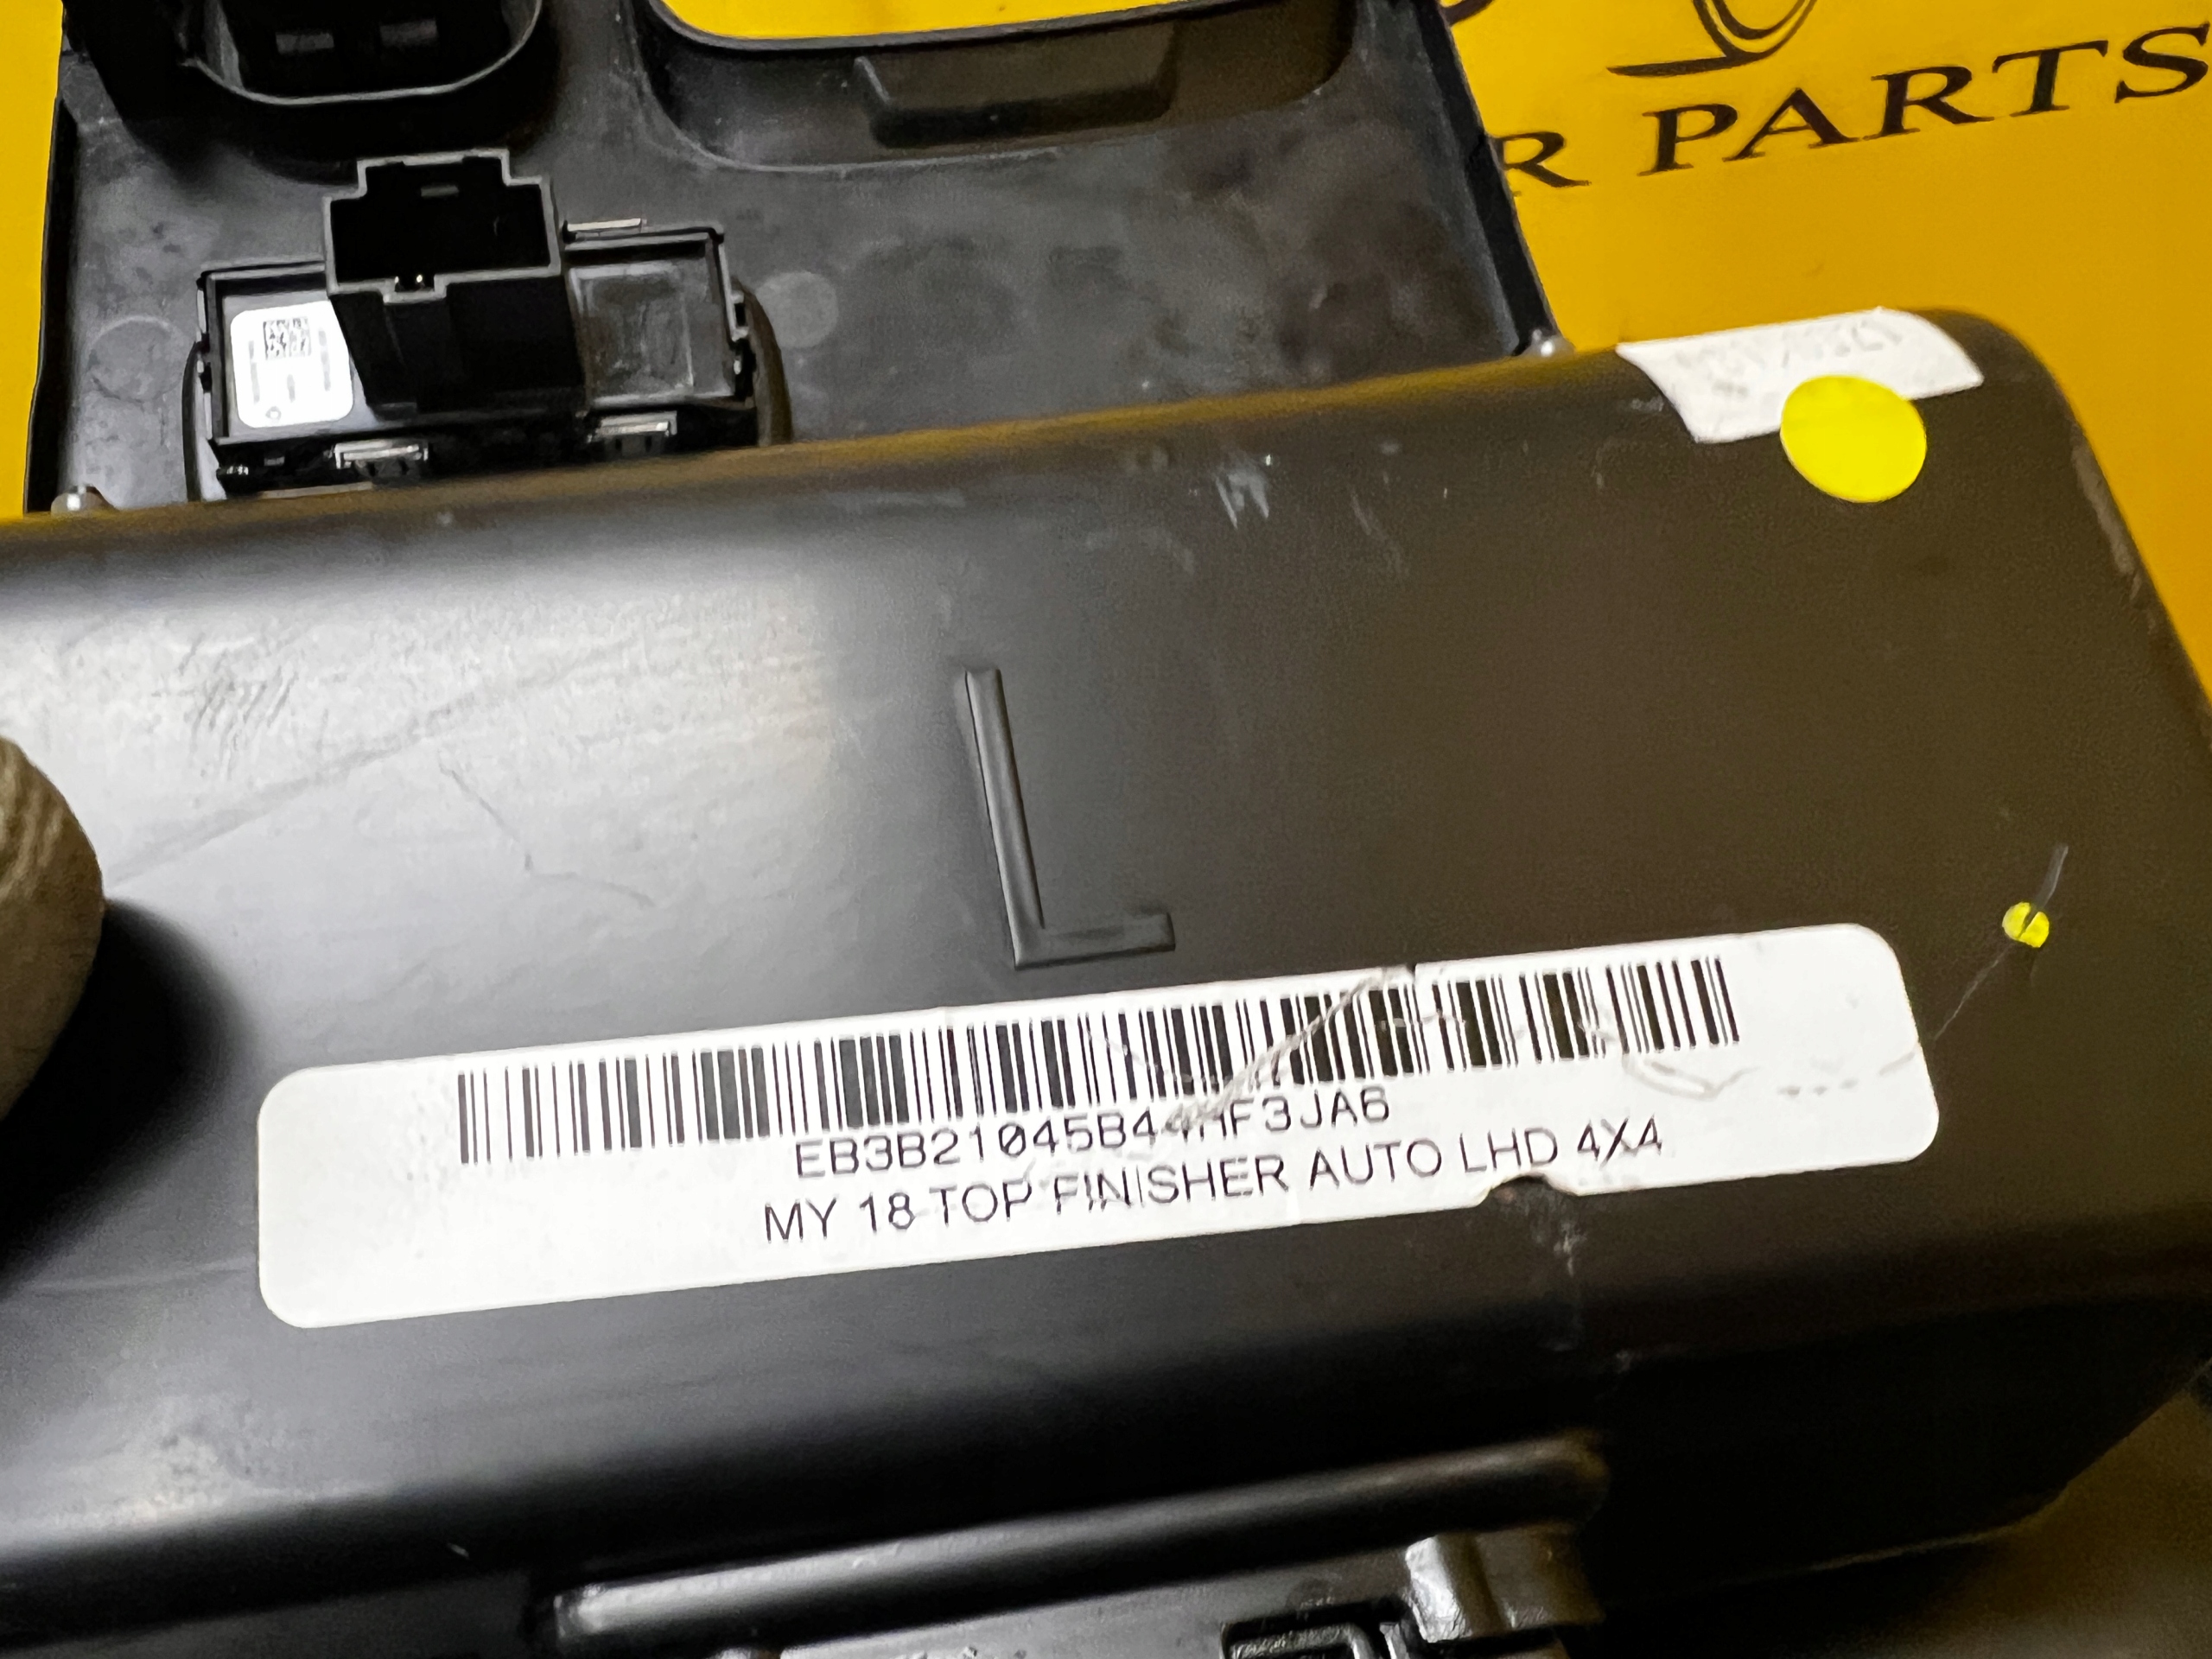 R PARTS
L
EB3B21045B44HF3JA6
MY 18 TOP FINISHER AUTO LHD 4X4